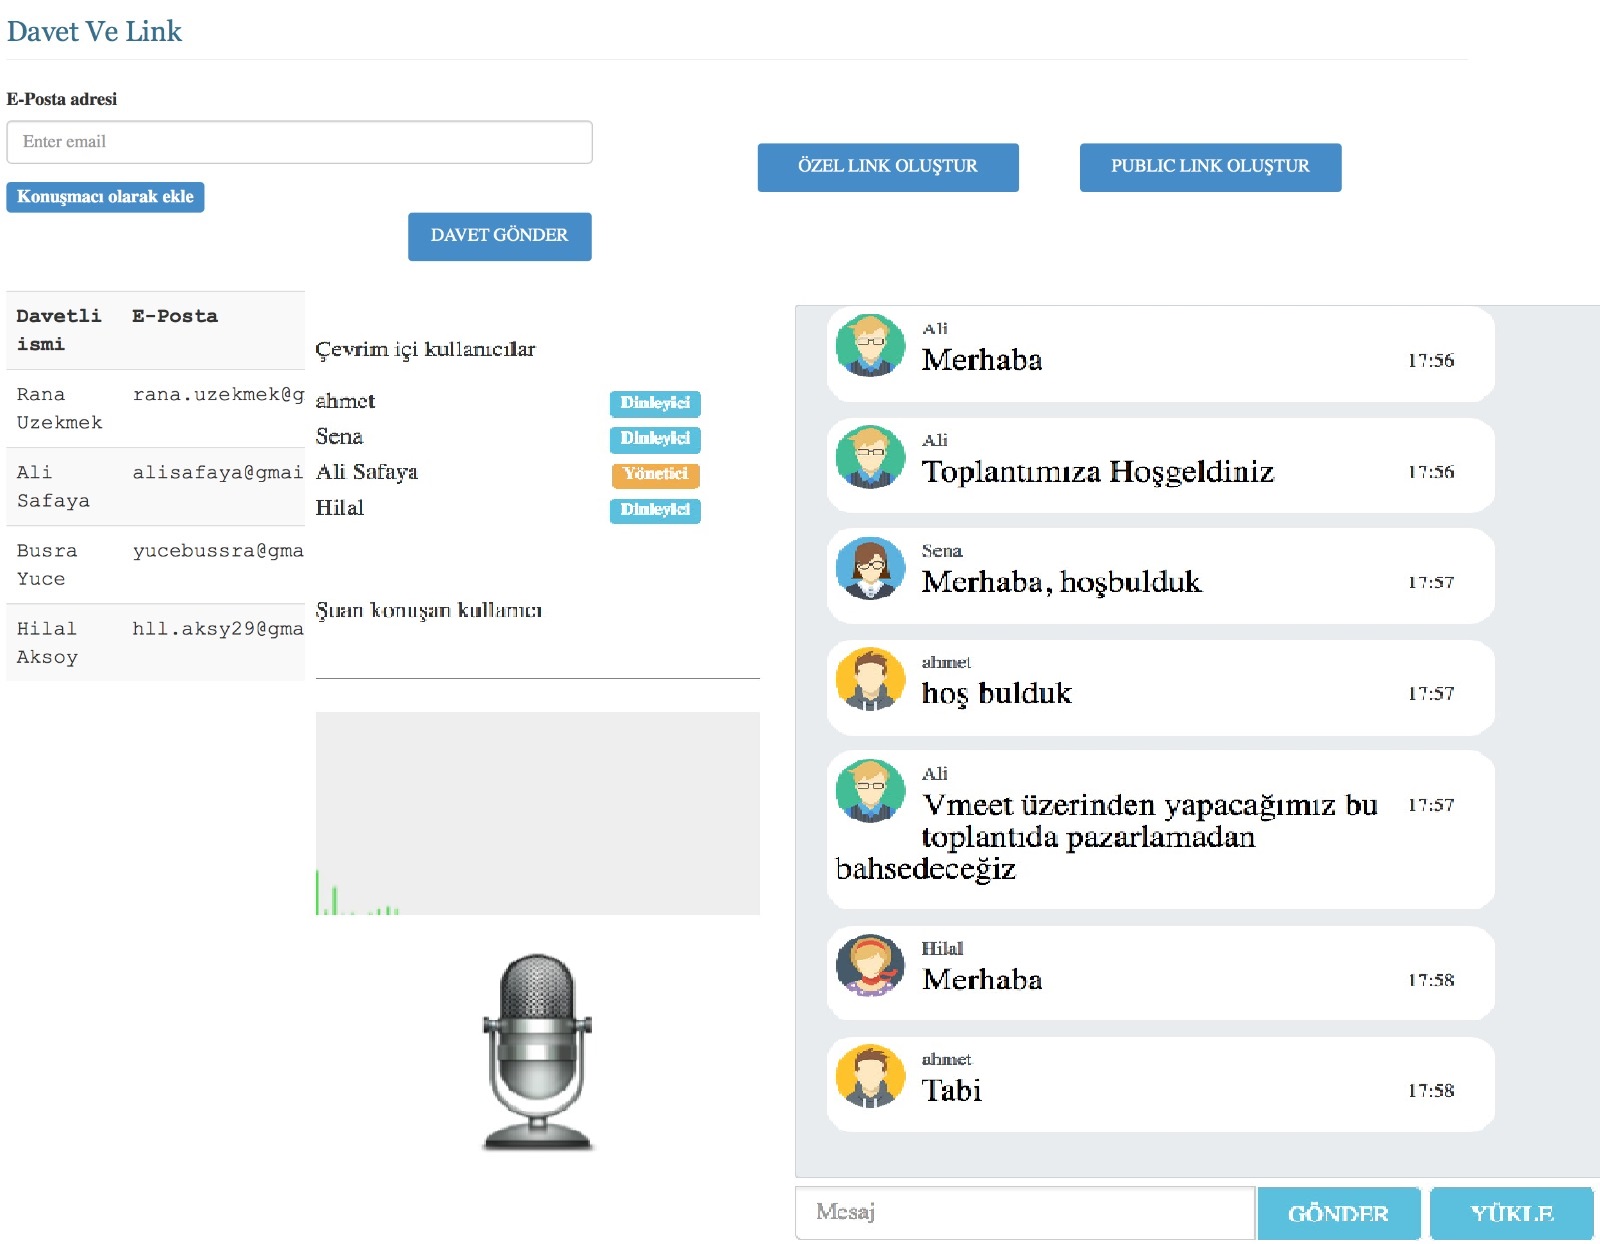 Davet Ve Link
E-Posta adresi
Enter email
Konuşmacı olarak ekle
DAVET GÖNDER
ÖZEL LINK OLUŞTUR
PUBLIC LINK OLUŞTUR
Davetli ismi
E-Posta
Rana Uzekmek
rana.uzekmek@g
Ali Safaya
alisafaya@gmai
Busra Yuce
yucebussra@gma
Hilal Aksoy
hll.aksy29@gma
Çevrim içi kullanıcılar
ahmet
Dinleyici
Sena
Dinleyici
Ali Safaya
Yönetici
Hilal
Dinleyici
Şuan konuşan kullanıcı
Ali
Merhaba
17:56
Ali
Toplantımıza Hoşgeldiniz
17:56
Sena
Merhaba, hoşbulduk
17:57
ahmet
hoş bulduk
17:57
Ali
Vmeet üzerinden yapacağımız bu
17:57
toplantıda pazarlamadan
bahsedeceğiz
Hilal
Merhaba
17:58
ahmet
Tabi
17:58
Mesaj
GÖNDER
YÜKLE